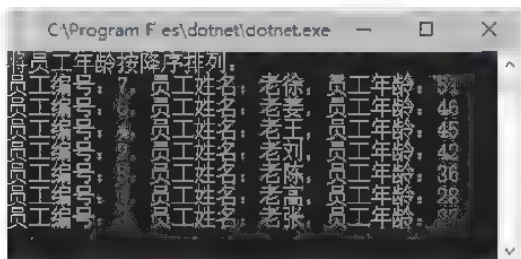 C:\Program F es\dotnet\dotnet.exe
将员工年龄按降序排列:
员工编号:7, 员工姓名:老徐, 员工年龄:51
员工编号: 员工姓名:老姜, 员工年龄:46
员工编号: 员工姓名:老王, 员工年龄:45
员工编号: 员工姓名:老刘, 员工年龄:42
员工编号: 员工姓名:老陈, 员工年龄:36
员工编号: 员工姓名:老高, 员工年龄:28
员工编号: 员工姓名:老张, 员工年龄:27